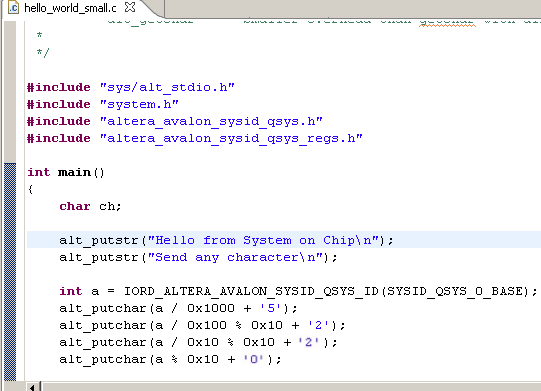 hello_world_small.c
*
*/
#include "sys/alt_stdio.h"
#include "system.h"
#include "altera_avalon_sysid_qsys.h"
#include "altera_avalon_sysid_qsys_regs.h"
int main()
{
char ch;
alt_putstr("Hello from System on Chip\n");
alt_putstr("Send any character\n");
int a = IORD_ALTERA_AVALON_SYSID_QSYS_ID(SYSID_QSYS_0_BASE);
alt_putchar(a / 0x1000 + '5');
alt_putchar(a / 0x100 % 0x10 + '2');
alt_putchar(a / 0x10 % 0x10 + '2');
alt_putchar(a % 0x10 + '0');